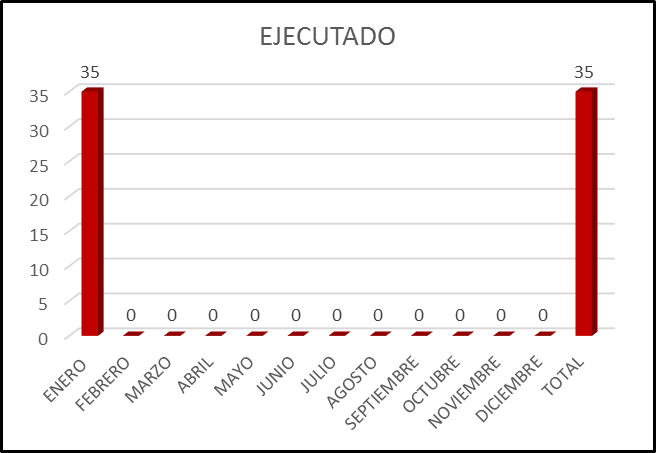 EJECUTADO
35 35
35
30
25
20
15
10
5
0
0 0 0 0 0 0 0 0 0 0 0
ENERO
FEBRERO
MARZO
ABRIL
MAYO
JUNIO
JULIO
AGOSTO
SEPTIEMBRE
OCTUBRE
NOVIEMBRE
DICIEMBRE
TOTAL